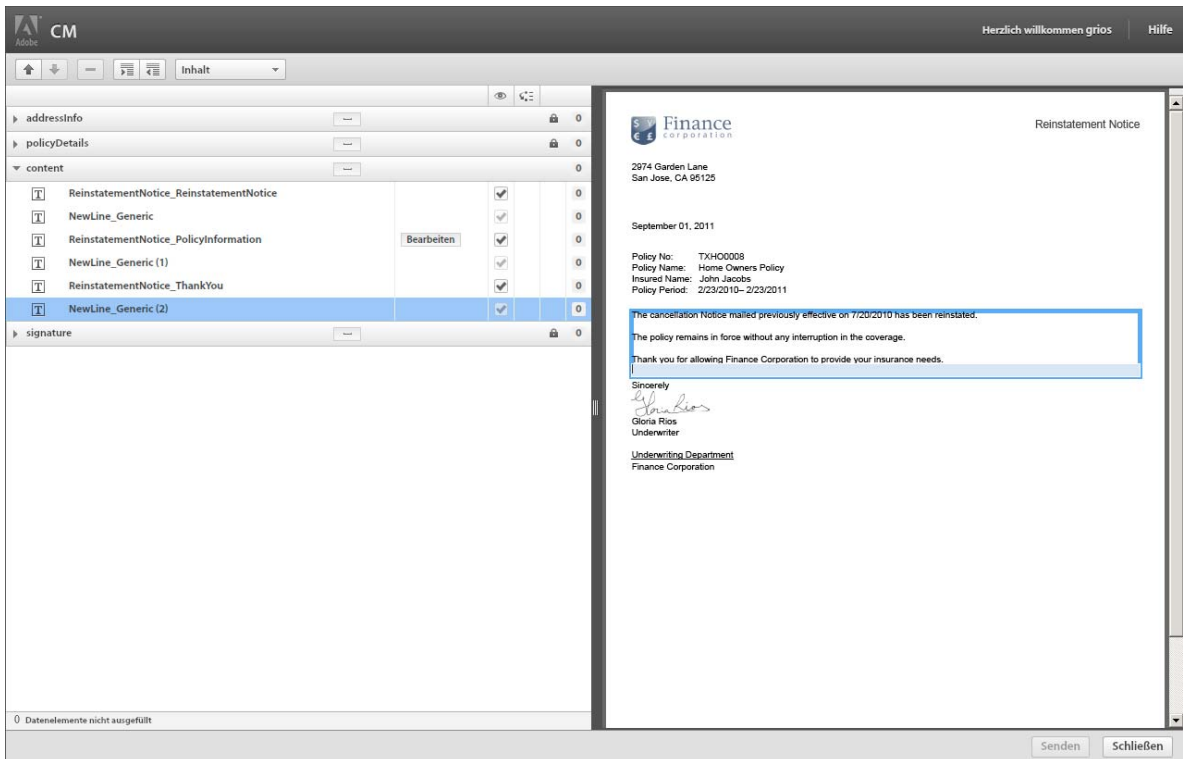 Adobe
CM
Herzlich willkommen grios
Hilfe
Inhalt
addressInfo 0
policyDetails 0
content 0
T ReinstatementNotice_ReinstatementNotice 0
T NewLine_Generic 0
T ReinstatementNotice_PolicyInformation Bearbeiten 0
T NewLine_Generic (1) 0
T ReinstatementNotice_ThankYou 0
T NewLine_Generic (2) 0
signature 0
0 Datenelemente nicht ausgefüllt
S Y € £
Finance
corporation
Reinstatement Notice
2974 Garden Lane
San Jose, CA 95125
September 01, 2011
Policy No: TXHO0008
Policy Name: Home Owners Policy
Insured Name: John Jacobs
Policy Period: 2/23/2010– 2/23/2011
The cancellation Notice mailed previously effective on 7/20/2010 has been reinstated.
The policy remains in force without any interruption in the coverage.
Thank you for allowing Finance Corporation to provide your insurance needs.
Sincerely
Gloria Rios
Gloria Rios
Underwriter
Underwriting Department
Finance Corporation
Senden
Schließen